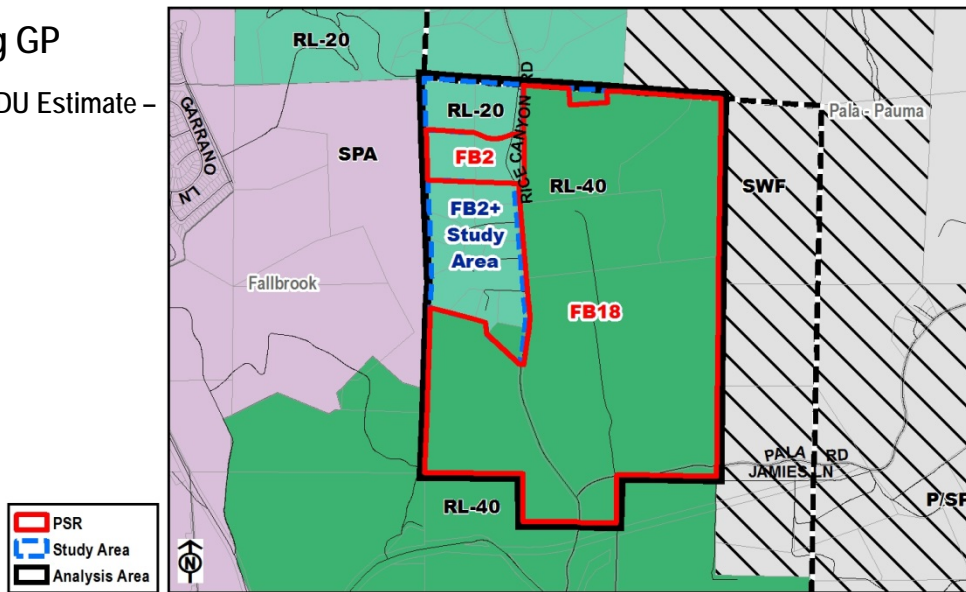 g GP
DU Estimate –
RL-20
GARRANO
LN
SPA
RL-20
RICE CANYON RD
Pala - Pauma
FB2
RL-40
SWF
FB2+
Study
Area
Fallbrook
FB18
PALA RD
JAMIES LN
RL-40
P/SP
PSR
Study Area
Analysis Area
N